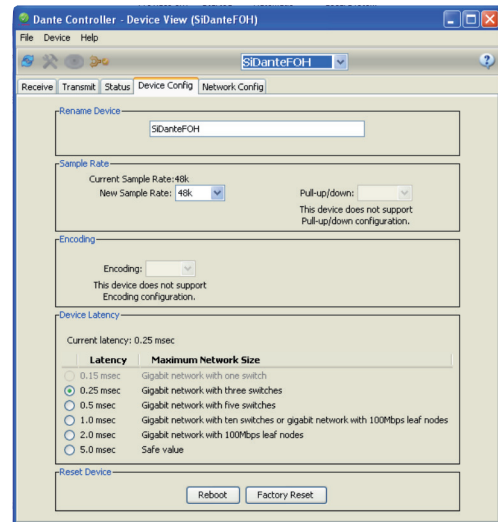 Dante Controller - Device View (SiDanteFOH)
File Device Help
SiDanteFOH
Receive Transmit Status Device Config Network Config
Rename Device
SiDanteFOH
Sample Rate
Current Sample Rate:48k
New Sample Rate: 48k Pull-up/down:
This device does not support
Pull-up/down configuration.
Encoding
Encoding:
This device does not support
Encoding configuration.
Device Latency
Current latency: 0.25 msec
Latency Maximum Network Size
0.15 msec Gigabit network with one switch
0.25 msec Gigabit network with three switches
0.5 msec Gigabit network with five switches
1.0 msec Gigabit network with ten switches or gigabit network with 100Mbps leaf nodes
2.0 msec Gigabit network with 100Mbps leaf nodes
5.0 msec Safe value
Reset Device
Reboot Factory Reset